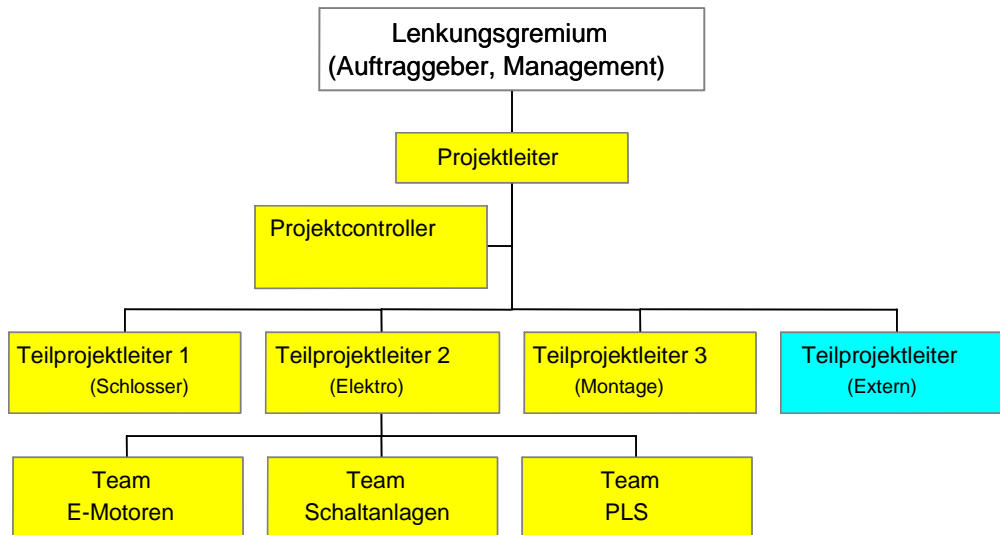 Lenkungsgremium
(Auftraggeber, Management)
Projektleiter
Projektcontroller
Teilprojektleiter 1
(Schlosser)
Teilprojektleiter 2
(Elektro)
Teilprojektleiter 3
(Montage)
Teilprojektleiter
(Extern)
Team
E-Motoren
Team
Schaltanlagen
Team
PLS